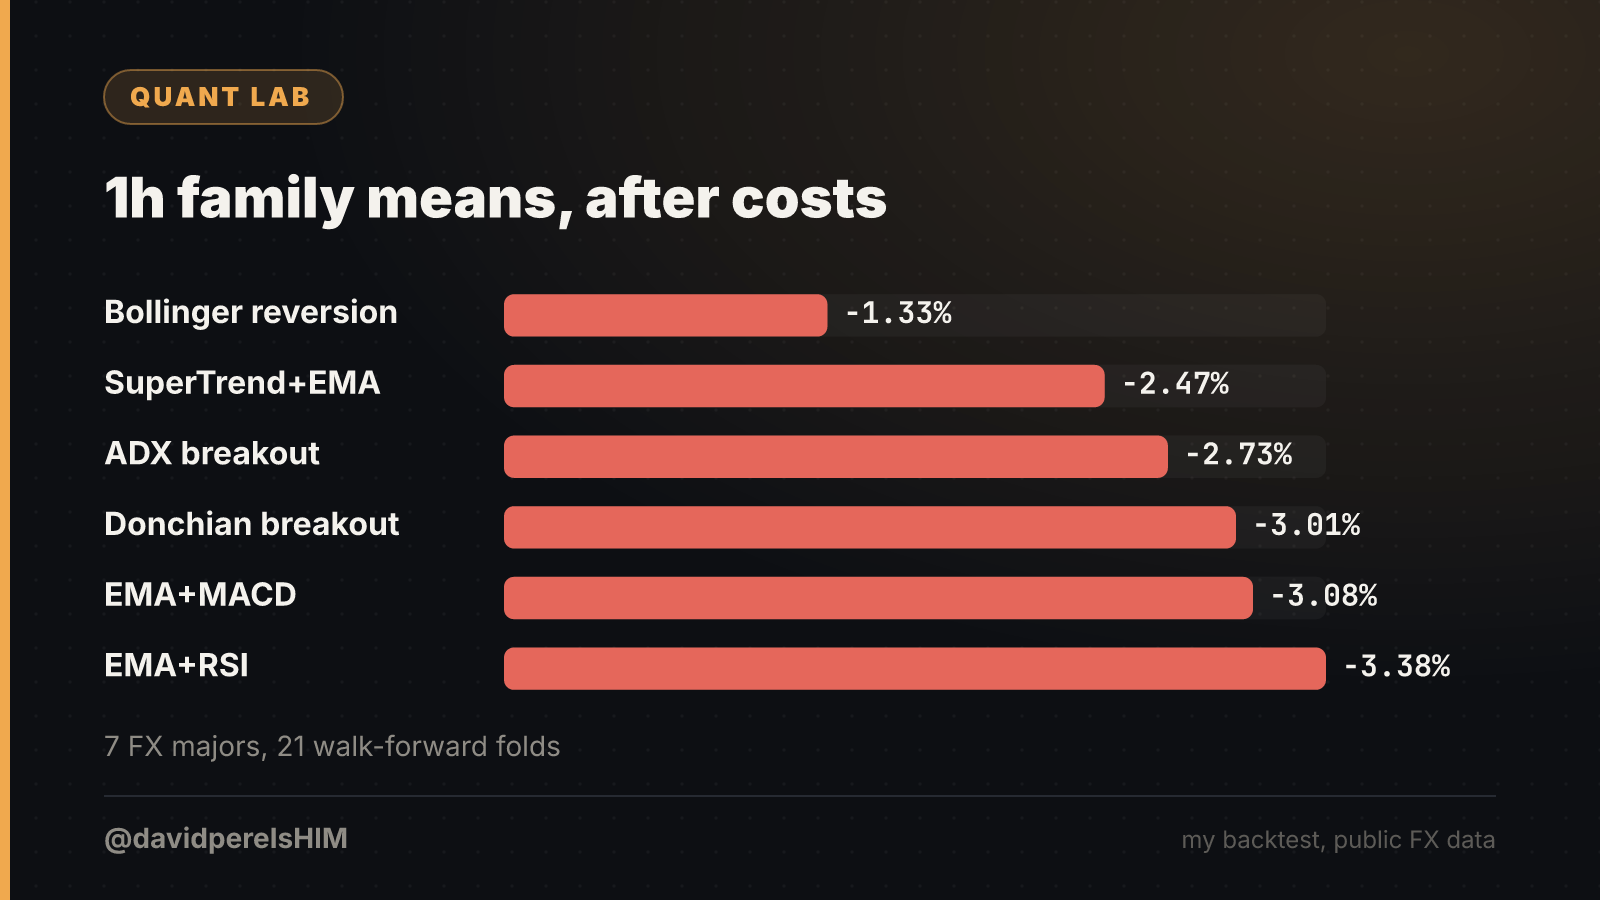 QUANT LAB
1h family means, after costs
Bollinger reversion -1.33%
SuperTrend+EMA -2.47%
ADX breakout -2.73%
Donchian breakout -3.01%
EMA+MACD -3.08%
EMA+RSI -3.38%
7 FX majors, 21 walk-forward folds
@davidperelsHIM my backtest, public FX data